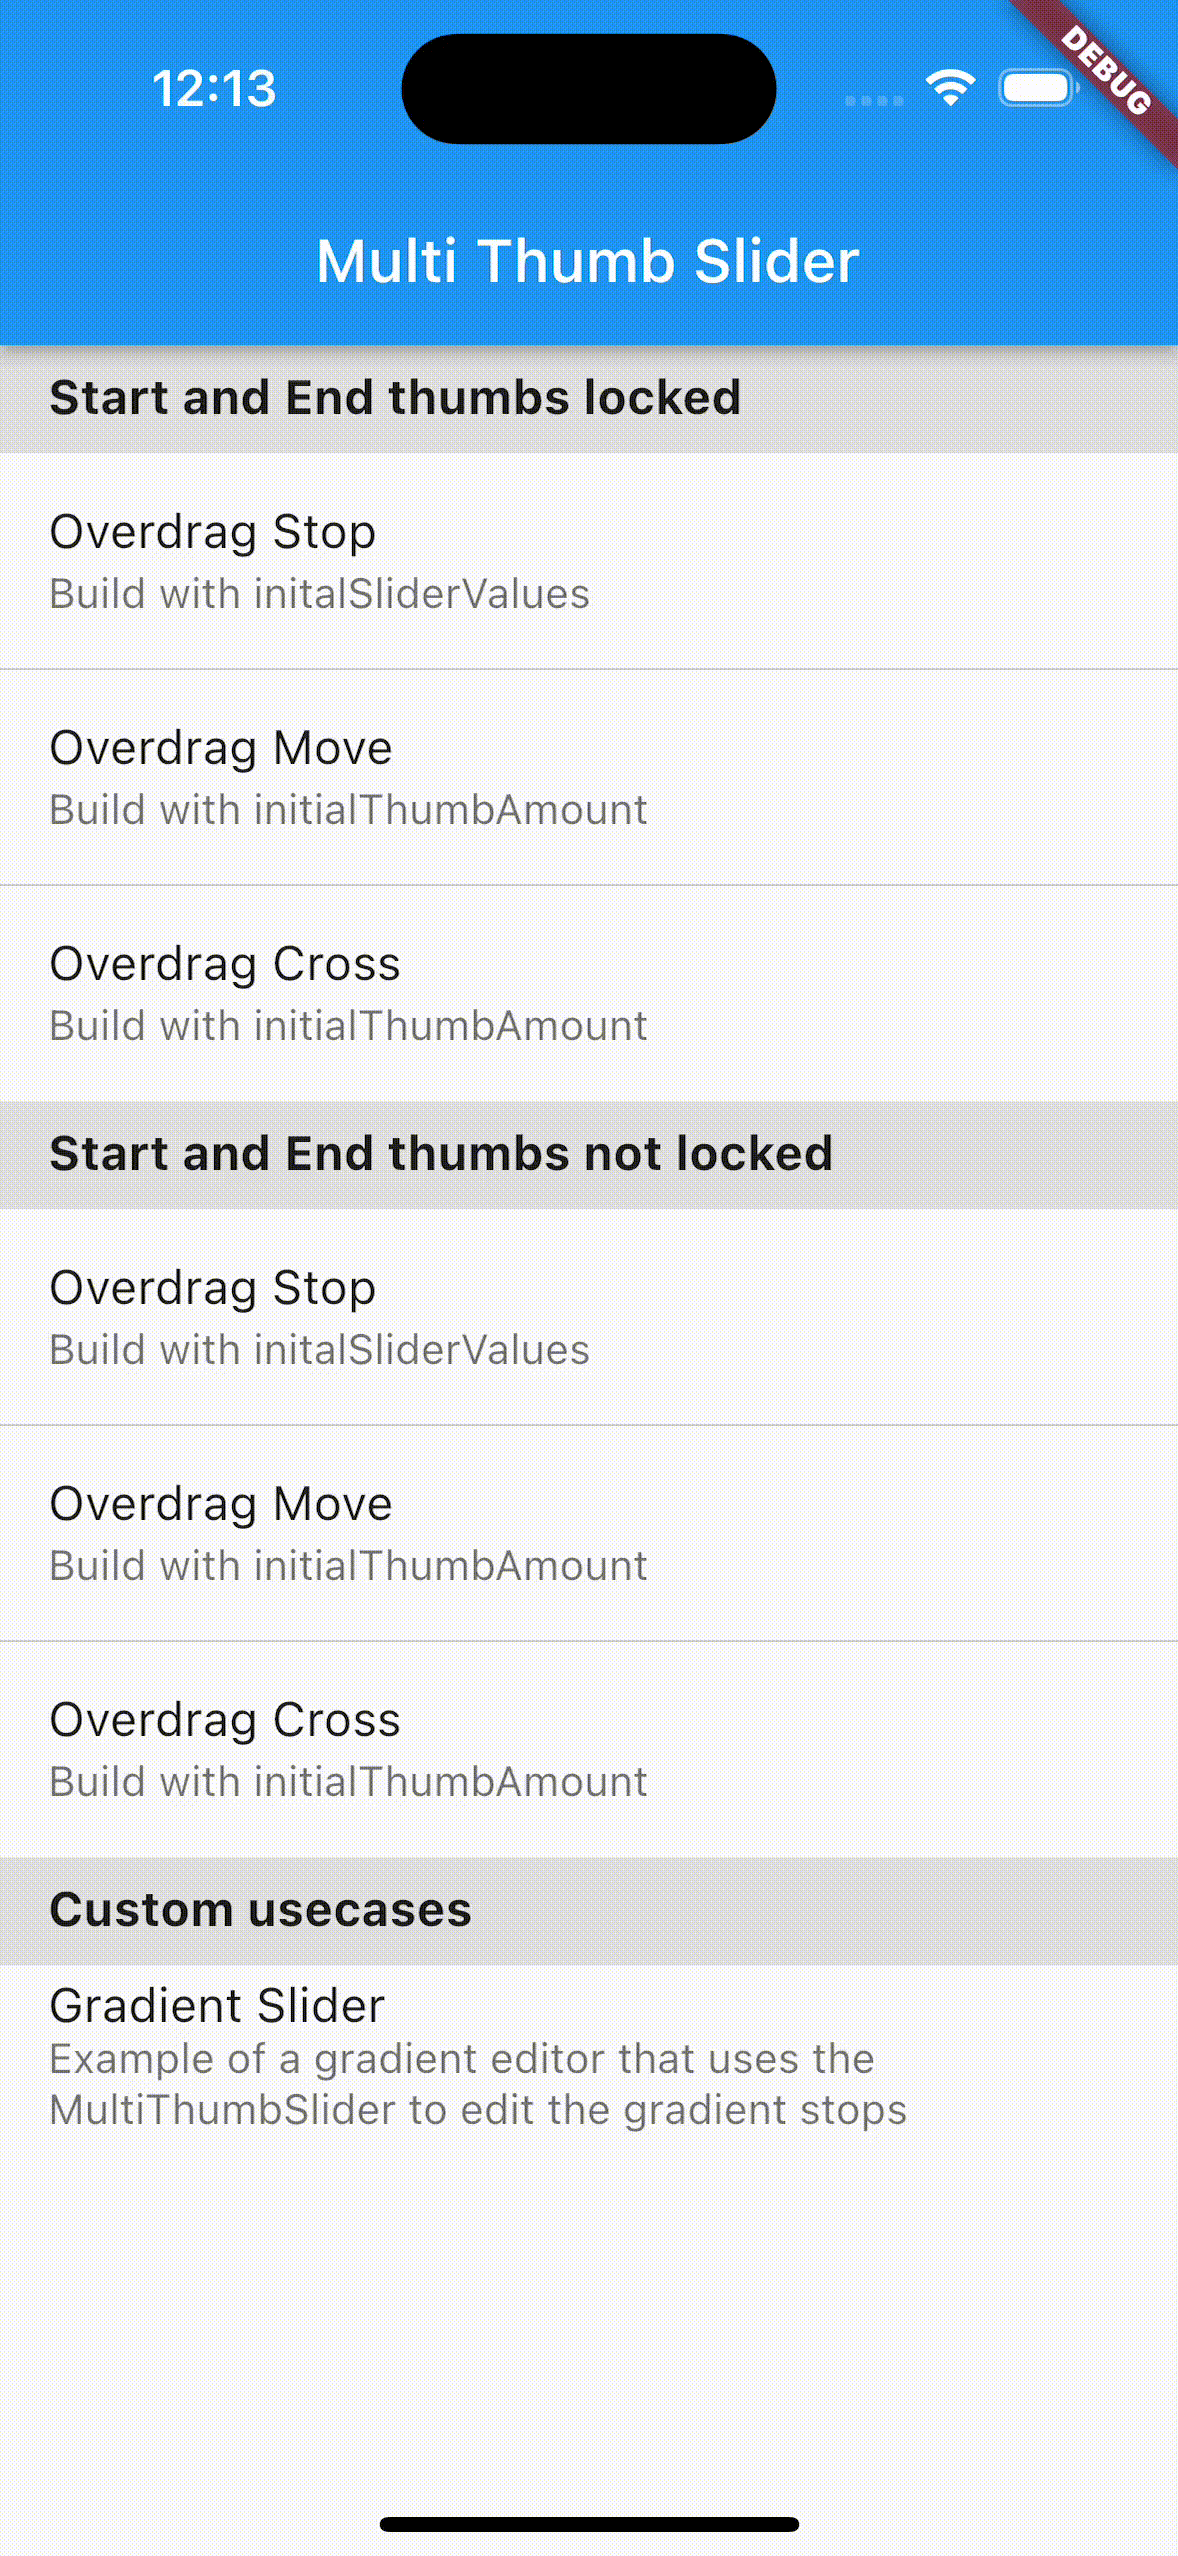 12:13
DEBUG
Multi Thumb Slider
Start and End thumbs locked
Overdrag Stop
Build with initalSliderValues
Overdrag Move
Build with initialThumbAmount
Overdrag Cross
Build with initialThumbAmount
Start and End thumbs not locked
Overdrag Stop
Build with initalSliderValues
Overdrag Move
Build with initialThumbAmount
Overdrag Cross
Build with initialThumbAmount
Custom usecases
Gradient Slider
Example of a gradient editor that uses the
MultiThumbSlider to edit the gradient stops